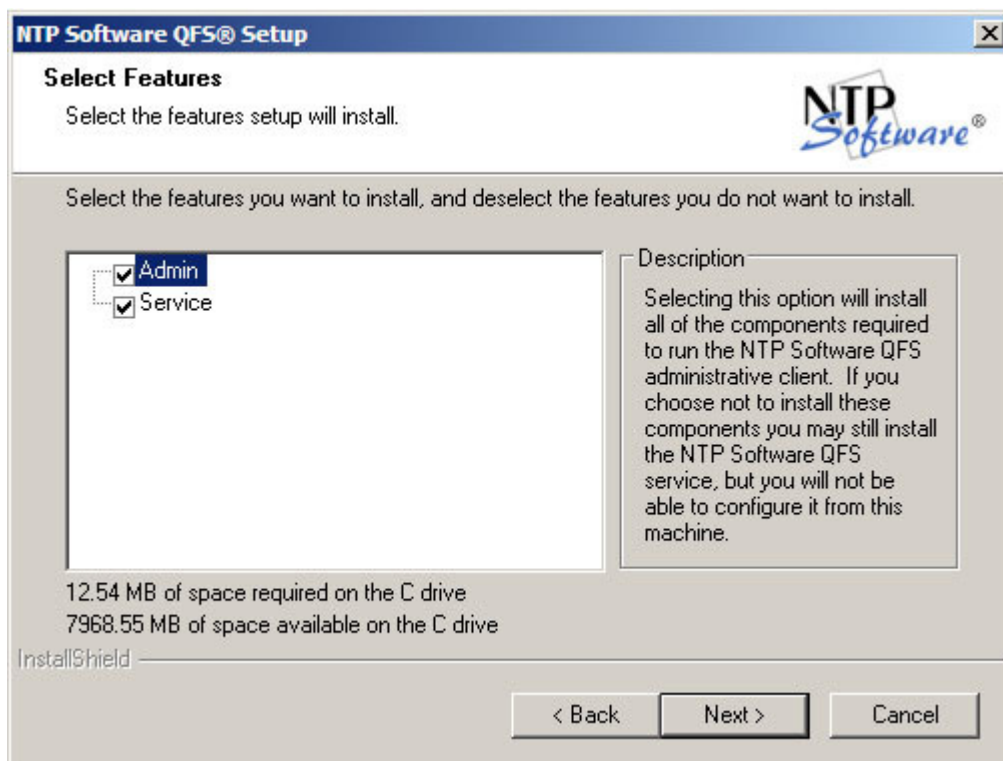 NTP Software QFS® Setup
Select Features
Select the features setup will install.
NTP
Software®
Select the features you want to install, and deselect the features you do not want to install.
Admin
Service
Description
Selecting this option will install
all of the components required
to run the NTP Software QFS
administrative client. If you
choose not to install these
components you may still install
the NTP Software QFS
service, but you will not be
able to configure it from this
machine.
12.54 MB of space required on the C drive
7968.55 MB of space available on the C drive
InstallShield
< Back
Next >
Cancel